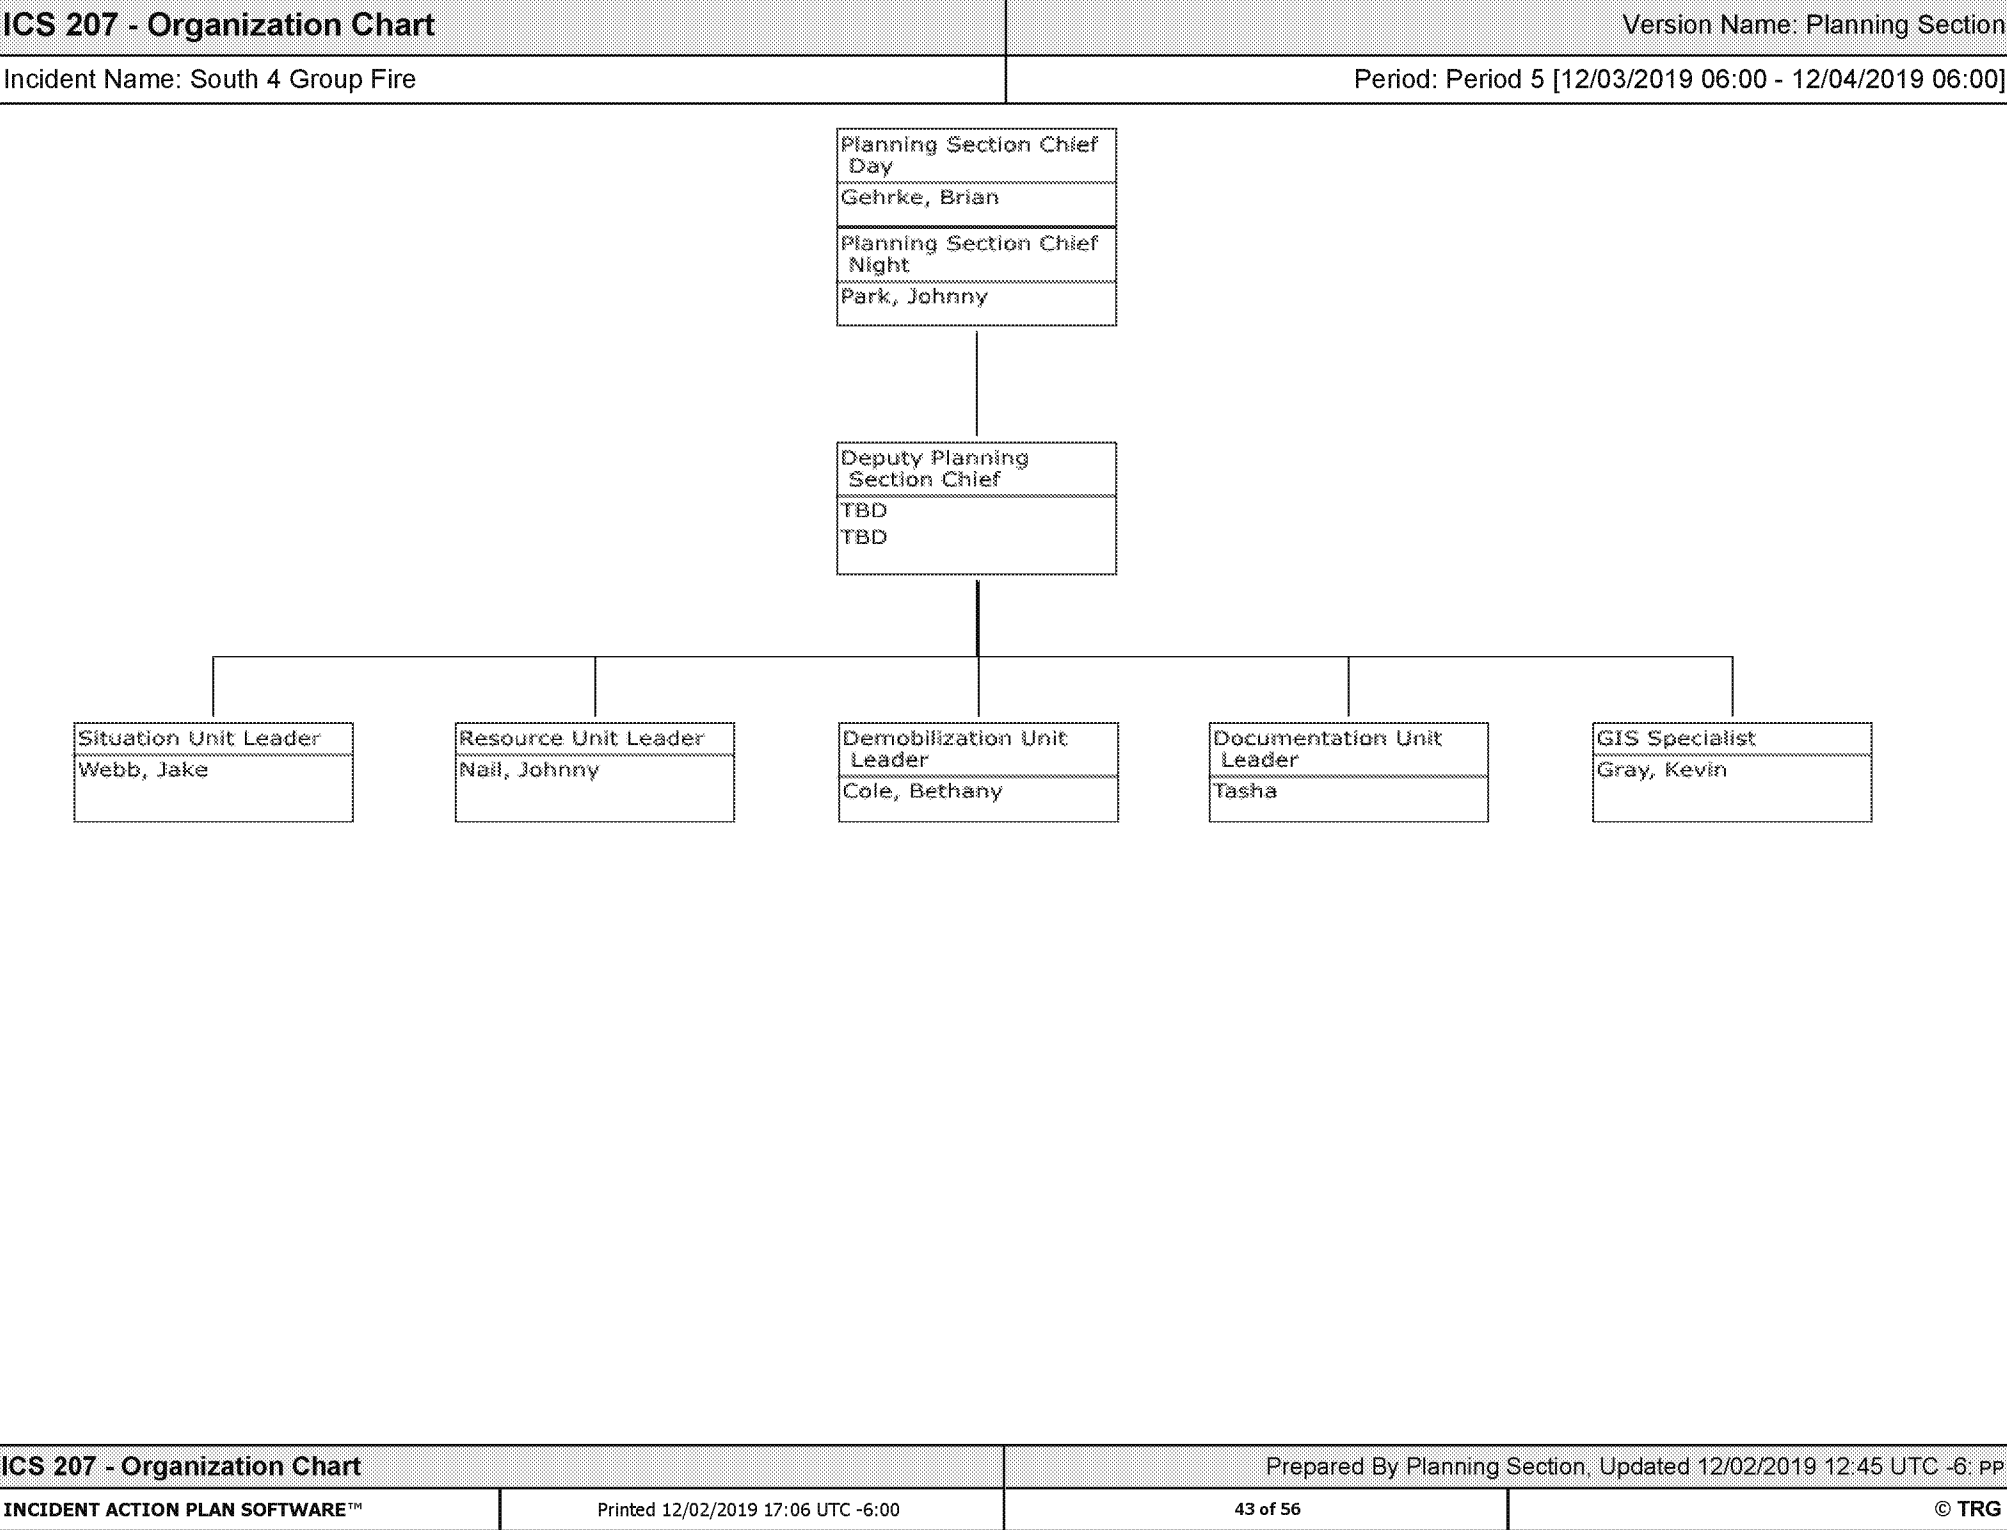 ICS 207 - Organization Chart
Version Name: Planning Section
Incident Name: South 4 Group Fire
Period: Period 5 [12/03/2019 06:00 - 12/04/2019 06:00]
Planning Section Chief
Day
Gehrke, Brian
Planning Section Chief
Night
Park, Johnny
Deputy Planning
Section Chief
TBD
TBD
Situation Unit Leader
Webb, Jake
Resource Unit Leader
Nail, Johnny
Demobilization Unit
Leader
Cole, Bethany
Documentation Unit
Leader
Tasha
GIS Specialist
Gray, Kevin
ICS 207 - Organization Chart
Prepared By Planning Section, Updated 12/02/2019 12:45 UTC -6: PP
INCIDENT ACTION PLAN SOFTWARE™
Printed 12/02/2019 17:06 UTC -6:00
43 of 56
© TRG